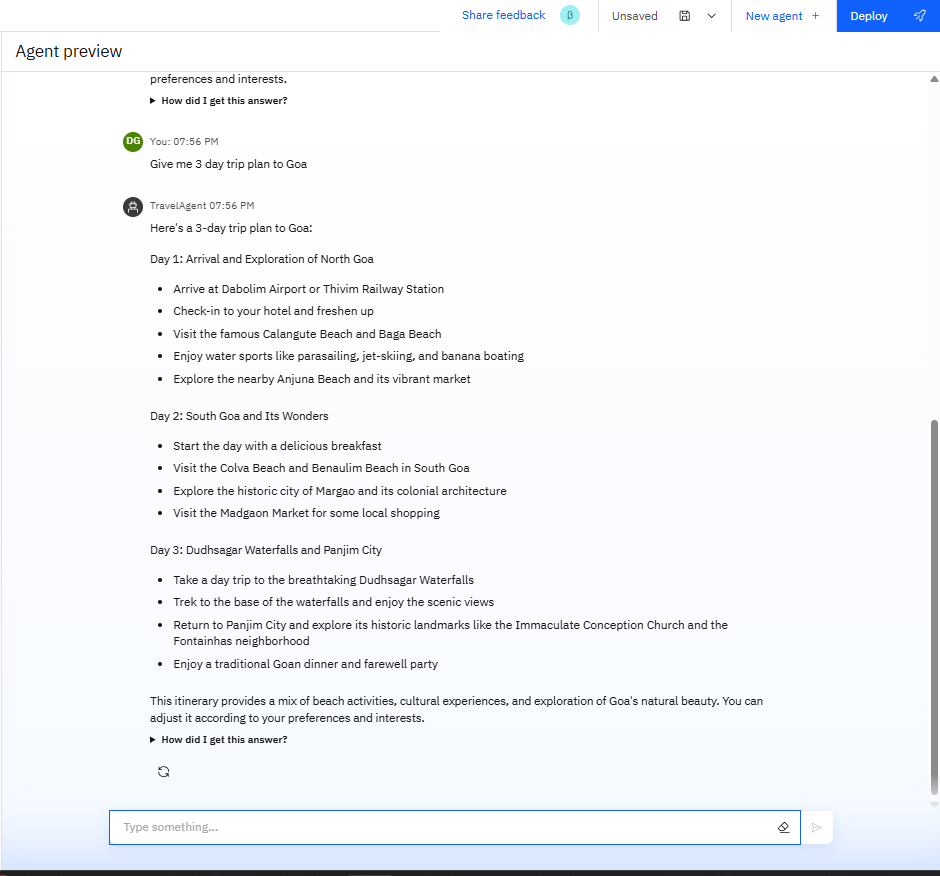 Share feedback β Unsaved New agent + Deploy
Agent preview
preferences and interests.
How did I get this answer?
DG You: 07:56 PM
Give me 3 day trip plan to Goa
TravelAgent 07:56 PM
Here's a 3-day trip plan to Goa:
Day 1: Arrival and Exploration of North Goa
• Arrive at Dabolim Airport or Thivim Railway Station
• Check-in to your hotel and freshen up
• Visit the famous Calangute Beach and Baga Beach
• Enjoy water sports like parasailing, jet-skiing, and banana boating
• Explore the nearby Anjuna Beach and its vibrant market
Day 2: South Goa and Its Wonders
• Start the day with a delicious breakfast
• Visit the Colva Beach and Benaulim Beach in South Goa
• Explore the historic city of Margao and its colonial architecture
• Visit the Madgaon Market for some local shopping
Day 3: Dudhsagar Waterfalls and Panjim City
• Take a day trip to the breathtaking Dudhsagar Waterfalls
• Trek to the base of the waterfalls and enjoy the scenic views
• Return to Panjim City and explore its historic landmarks like the Immaculate Conception Church and the
Fontainhas neighborhood
• Enjoy a traditional Goan dinner and farewell party
This itinerary provides a mix of beach activities, cultural experiences, and exploration of Goa's natural beauty. You can
adjust it according to your preferences and interests.
How did I get this answer?
Type something...